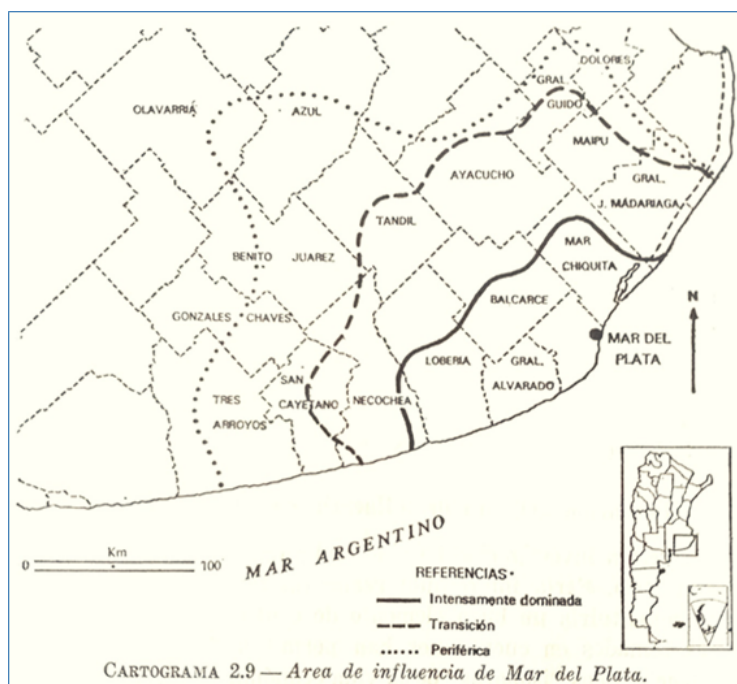 DOLORES
GRAL.
GUIDO
OLAVARRIA
AZUL
MAIPU
AYACUCHO
GRAL.
J. MADARIAGA
TANDIL
MAR
CHIQUITA
BENITO JUAREZ
BALCARCE
N
GONZALES CHAVES
MAR DEL
PLATA
LOBERIA
GRAL.
ALVARADO
SAN
CAYETANO
NECOCHEA
TRES
ARROYOS
MAR ARGENTINO
Km
0 100
REFERENCIAS·
Intensamente dominada
Transición
Periférica
CARTOGRAMA 2.9 — Area de influencia de Mar del Plata.